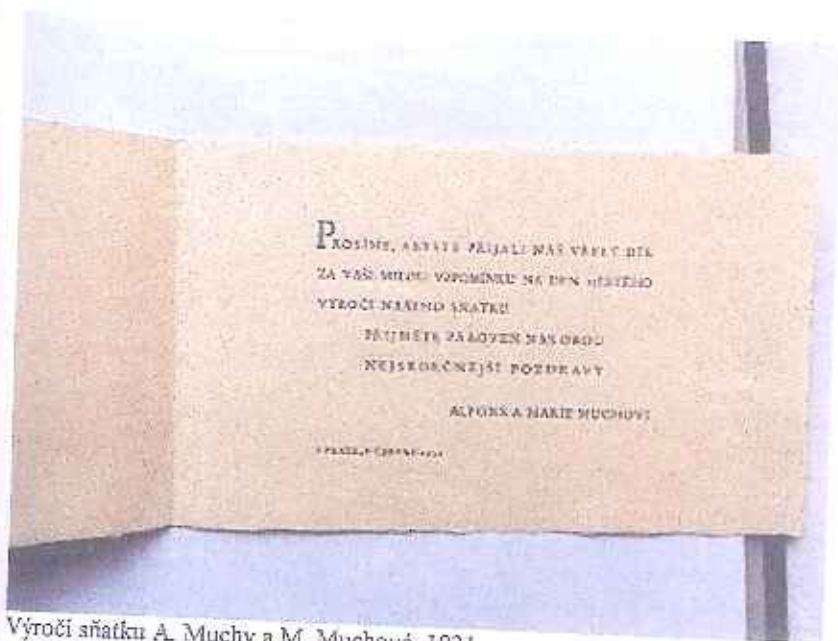 PROSÍME, ABYSTE PŘIJALI NÁŠ VŘELÝ DÍK
ZA VAŠI MILOU VZPOMÍNKU NA DEN
VÝROČÍ NAŠEHO SŇATKU
PŘIJMĚTE ZÁROVEŇ NÁS OBOU
NEJSRDEČNĚJŠÍ POZDRAVY
ALFONS A MARIE MUCHOVI
Výročí sňatku A. Muchy a M. Muchové, 1931